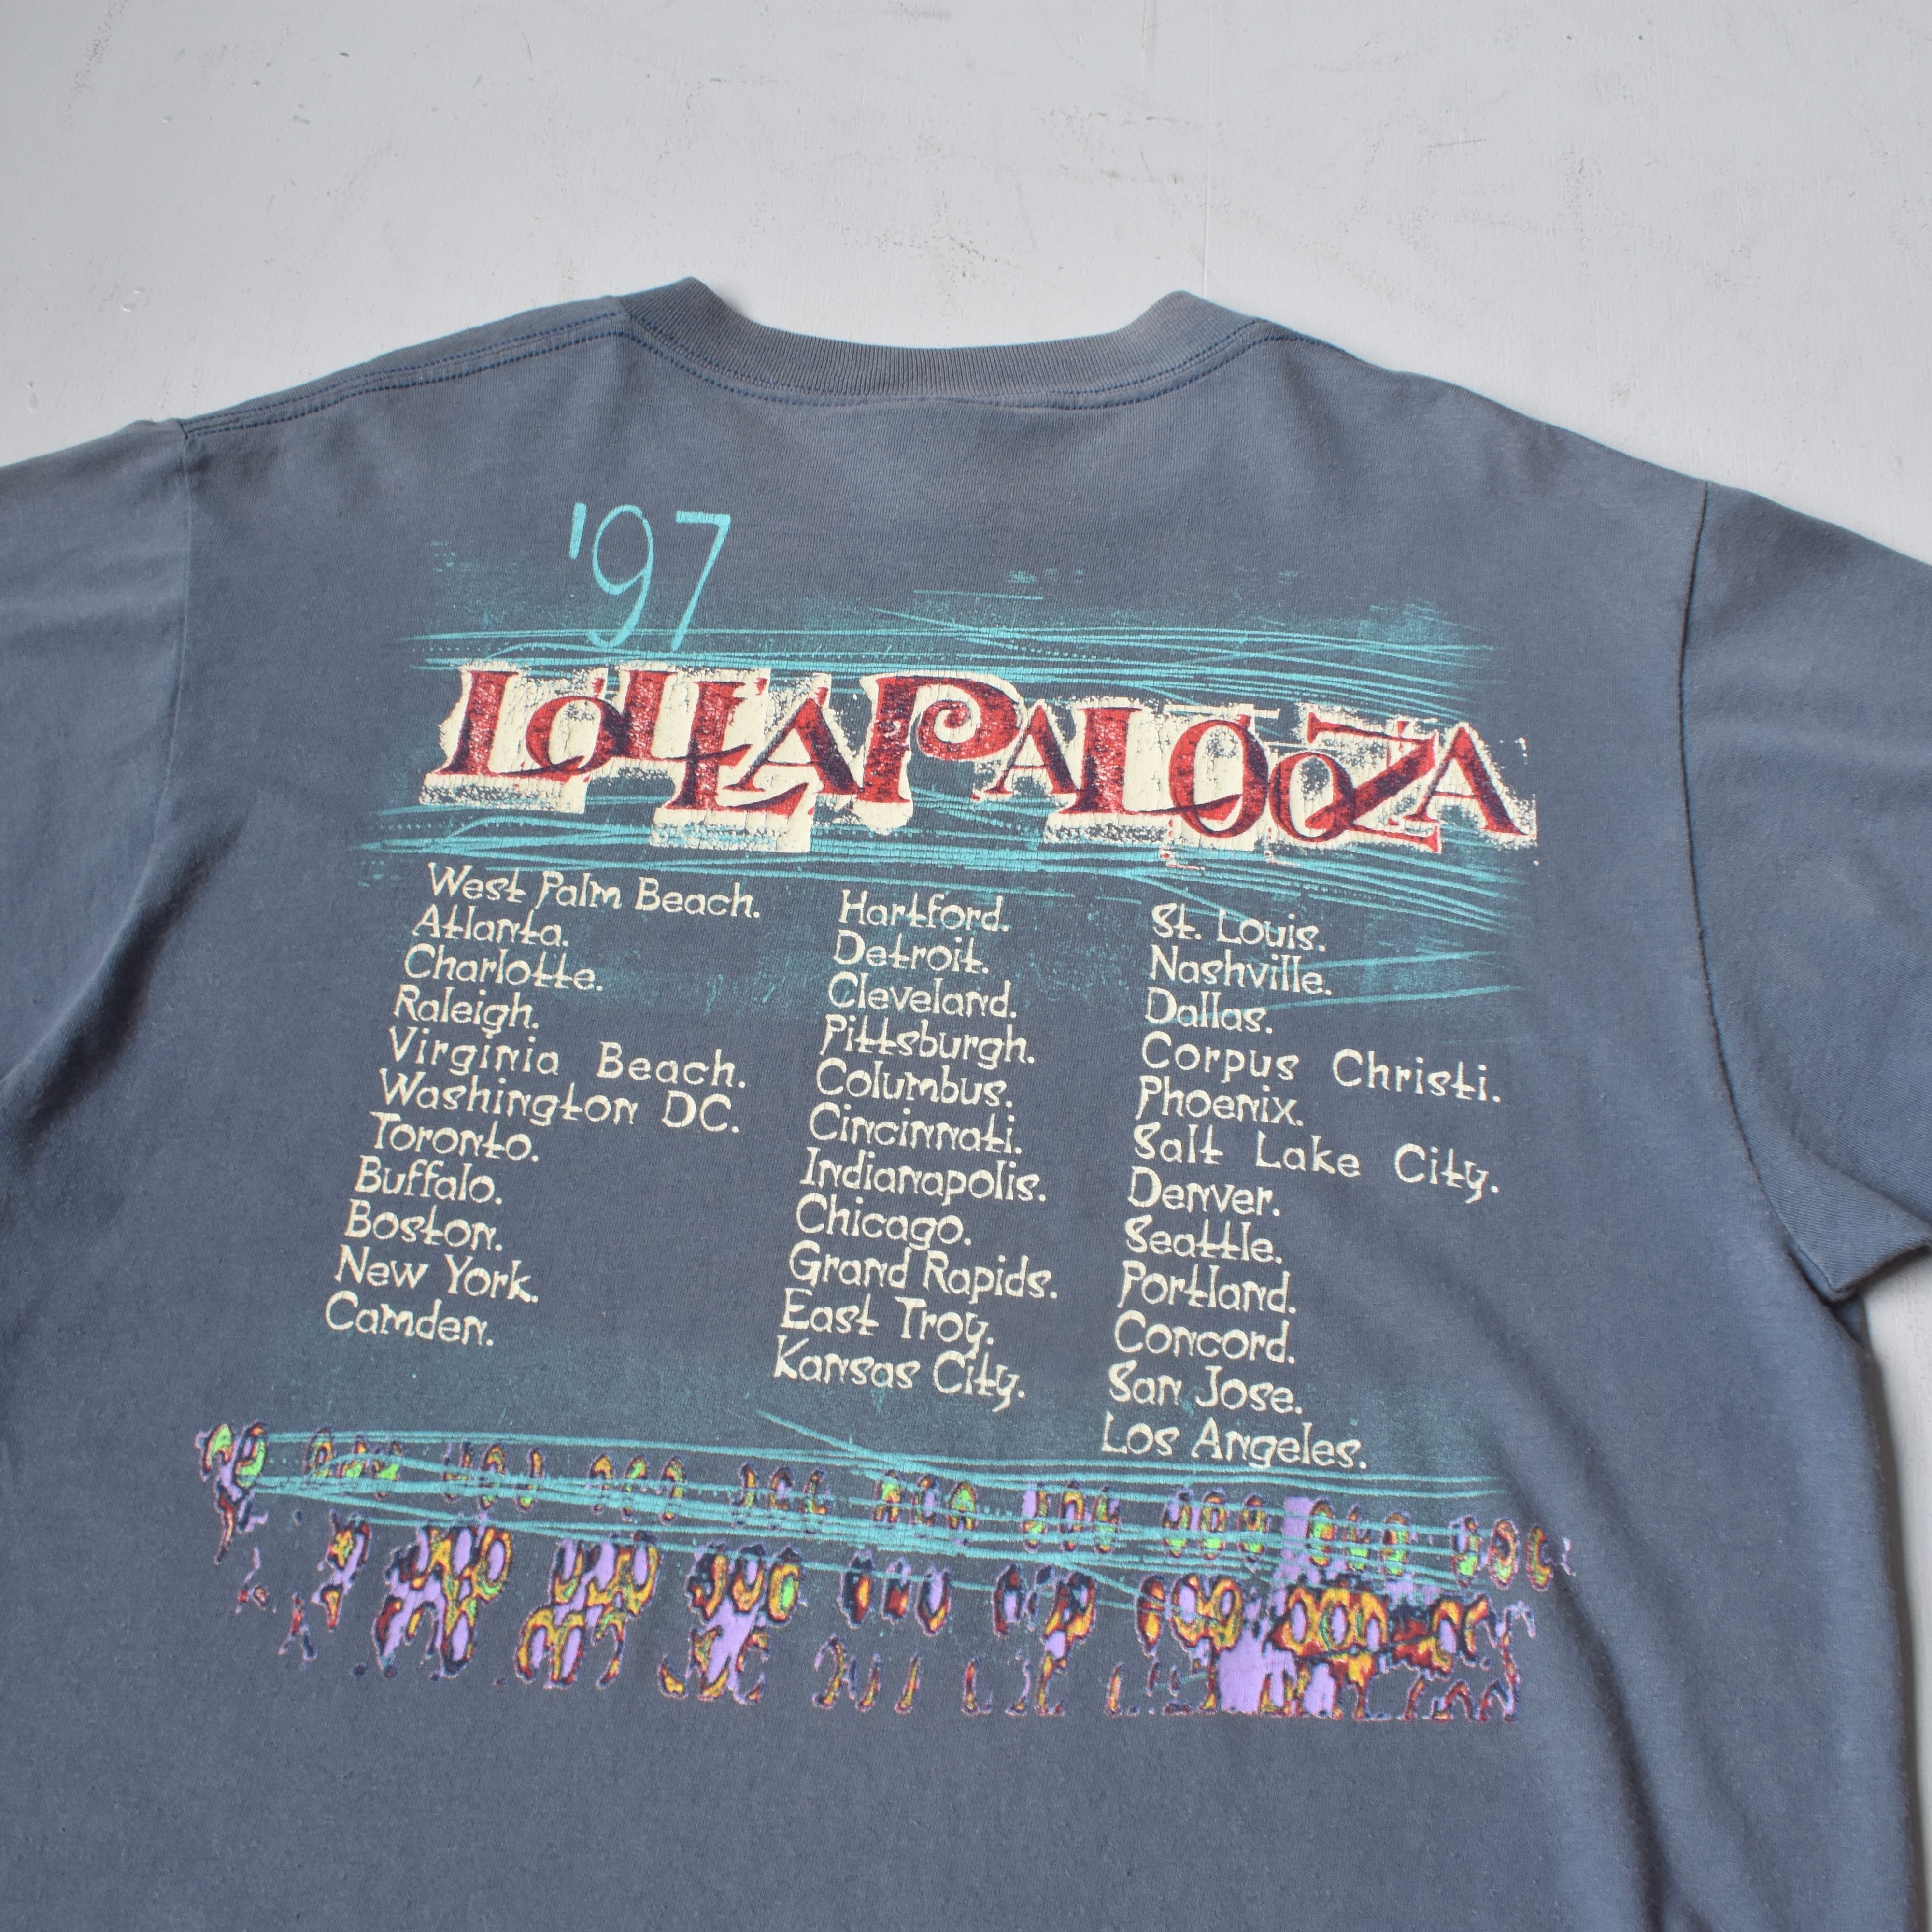 '97
LOLLAPALOOZA
West Palm Beach.
Atlanta.
Charlotte.
Raleigh.
Virginia Beach.
Washington DC.
Toronto.
Buffalo.
Boston.
New York.
Camden.
Hartford.
Detroit.
Cleveland.
Pittsburgh.
Columbus.
Cincinnati.
Indianapolis.
Chicago.
Grand Rapids.
East Troy.
Kansas City.
St. Louis.
Nashville.
Dallas.
Corpus Christi.
Phoenix.
Salt Lake City.
Denver.
Seattle.
Portland.
Concord.
San Jose.
Los Angeles.